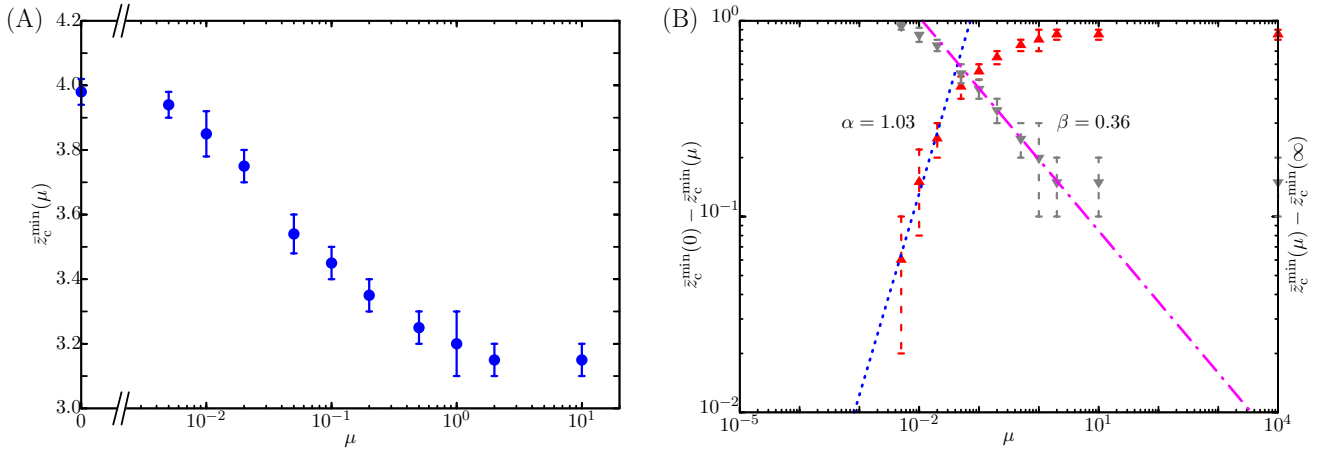 (A)
z̄_c^min(μ)
4.2
4.0
3.8
3.6
3.4
3.2
3.0
0
10^−2
10^−1
10^0
10^1
μ
(B)
z̄_c^min(0) − z̄_c^min(μ)
10^0
10^−1
10^−2
α = 1.03
β = 0.36
10^−5
10^−2
10^1
10^4
μ
z̄_c^min(μ) − z̄_c^min(∞)